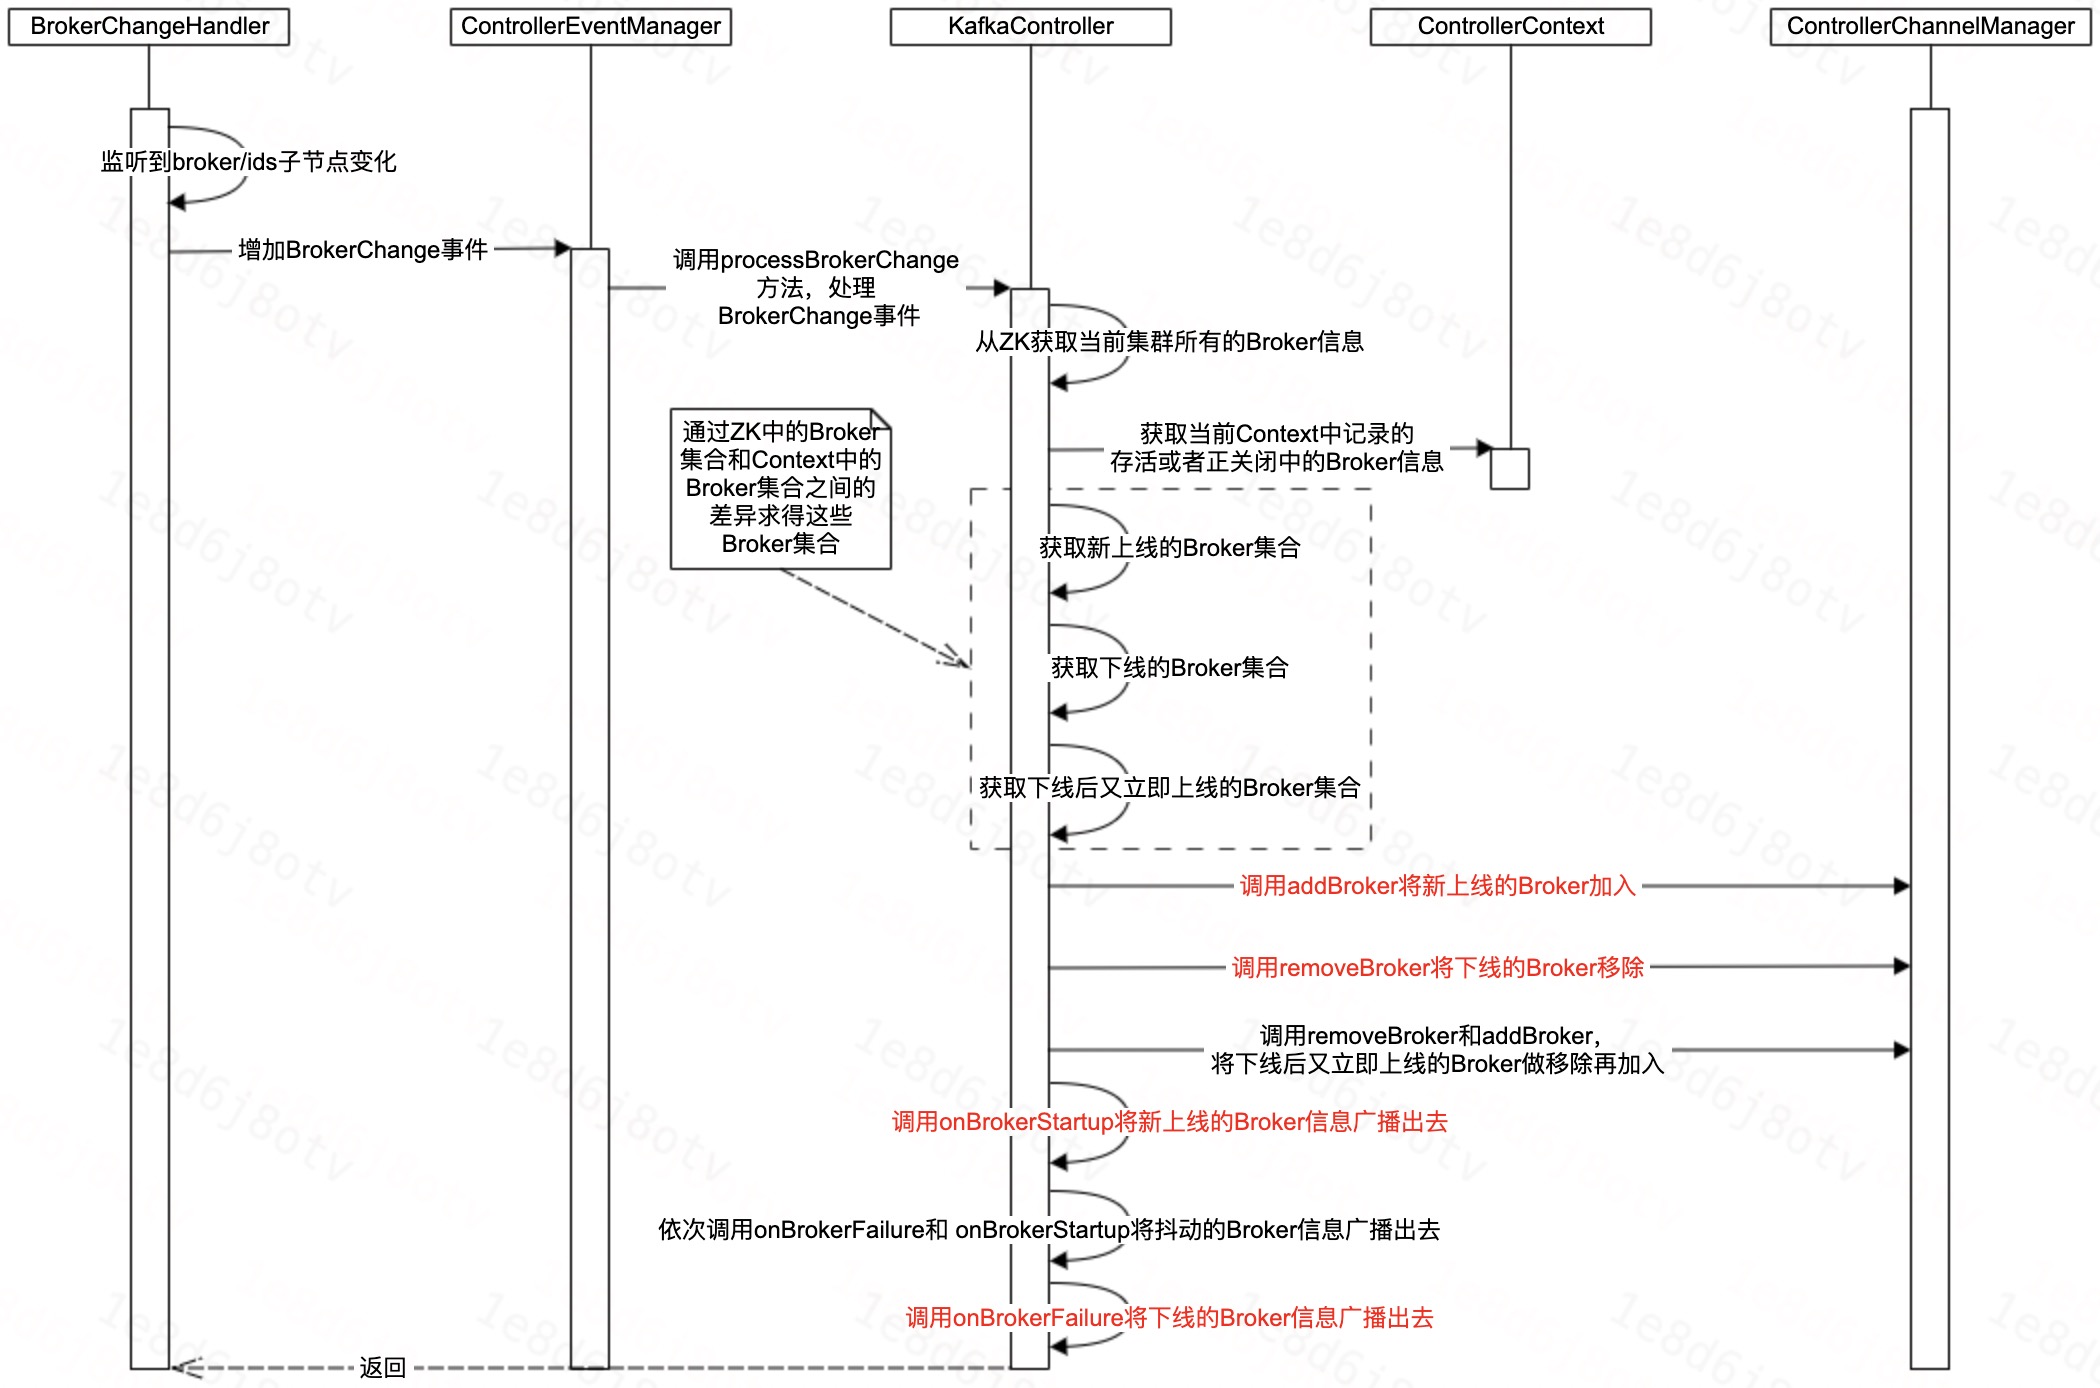 BrokerChangeHandler
ControllerEventManager
KafkaController
ControllerContext
ControllerChannelManager
监听到broker/ids子节点变化
增加BrokerChange事件
调用processBrokerChange
方法，处理
BrokerChange事件
从ZK获取当前集群所有的Broker信息
获取当前Context中记录的
存活或者正关闭中的Broker信息
通过ZK中的Broker
集合和Context中的
Broker集合之间的
差异求得这些
Broker集合
获取新上线的Broker集合
获取下线的Broker集合
获取下线后又立即上线的Broker集合
调用addBroker将新上线的Broker加入
调用removeBroker将下线的Broker移除
调用removeBroker和addBroker，
将下线后又立即上线的Broker做移除再加入
调用onBrokerStartup将新上线的Broker信息广播出去
依次调用onBrokerFailure和 onBrokerStartup将抖动的Broker信息广播出去
调用onBrokerFailure将下线的Broker信息广播出去
返回
1e8d6j8otv